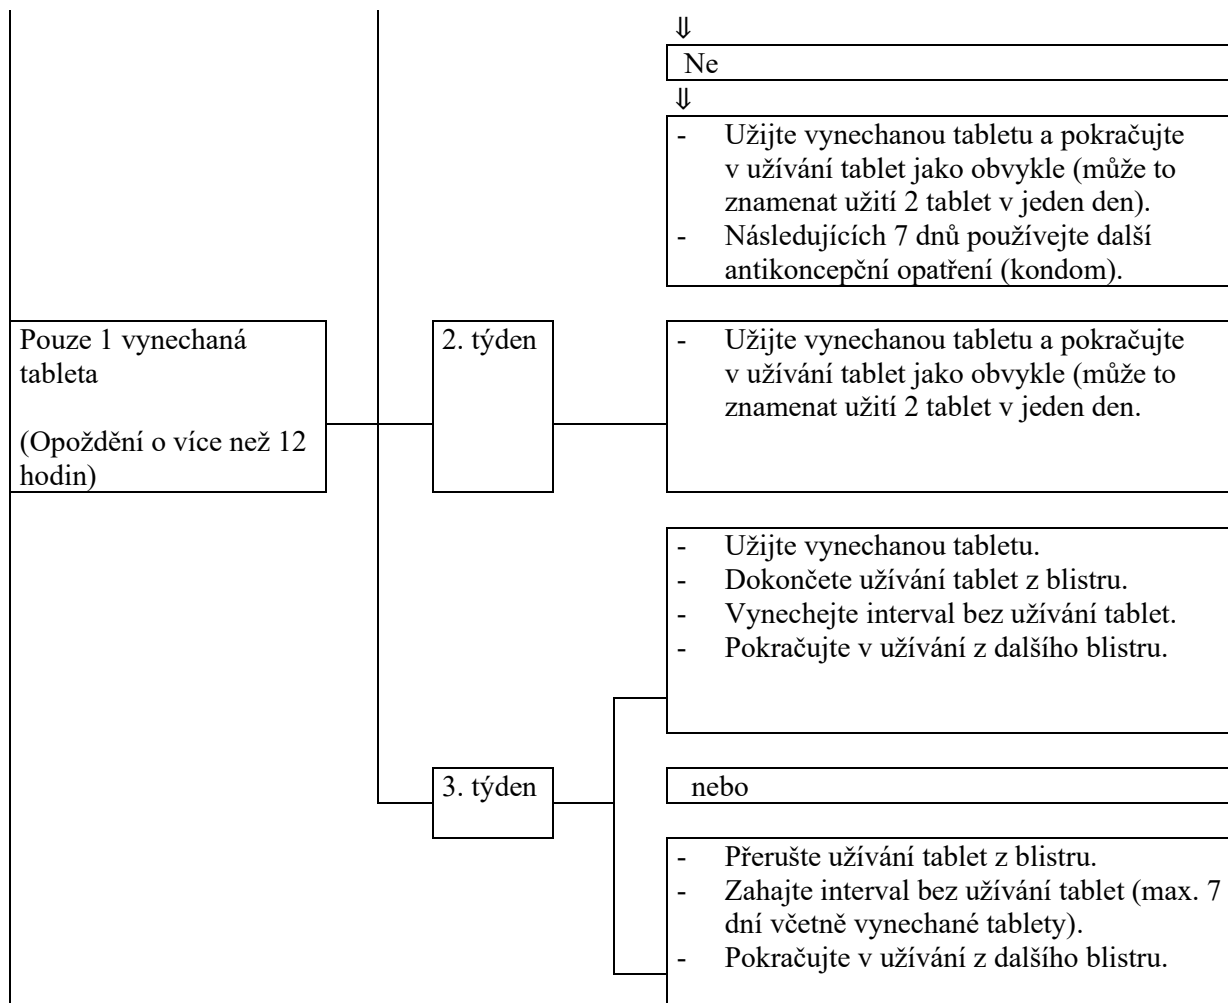 ⇓
Ne
⇓
- Užijte vynechanou tabletu a pokračujte
v užívání tablet jako obvykle (může to
znamenat užití 2 tablet v jeden den).
- Následujících 7 dnů používejte další
antikoncepční opatření (kondom).
Pouze 1 vynechaná
tableta
(Opoždění o více než 12
hodin)
2. týden
- Užijte vynechanou tabletu a pokračujte
v užívání tablet jako obvykle (může to
znamenat užití 2 tablet v jeden den.
- Užijte vynechanou tabletu.
- Dokončete užívání tablet z blistru.
- Vynechejte interval bez užívání tablet.
- Pokračujte v užívání z dalšího blistru.
3. týden
nebo
- Přerušte užívání tablet z blistru.
- Zahajte interval bez užívání tablet (max. 7
dní včetně vynechané tablety).
- Pokračujte v užívání z dalšího blistru.